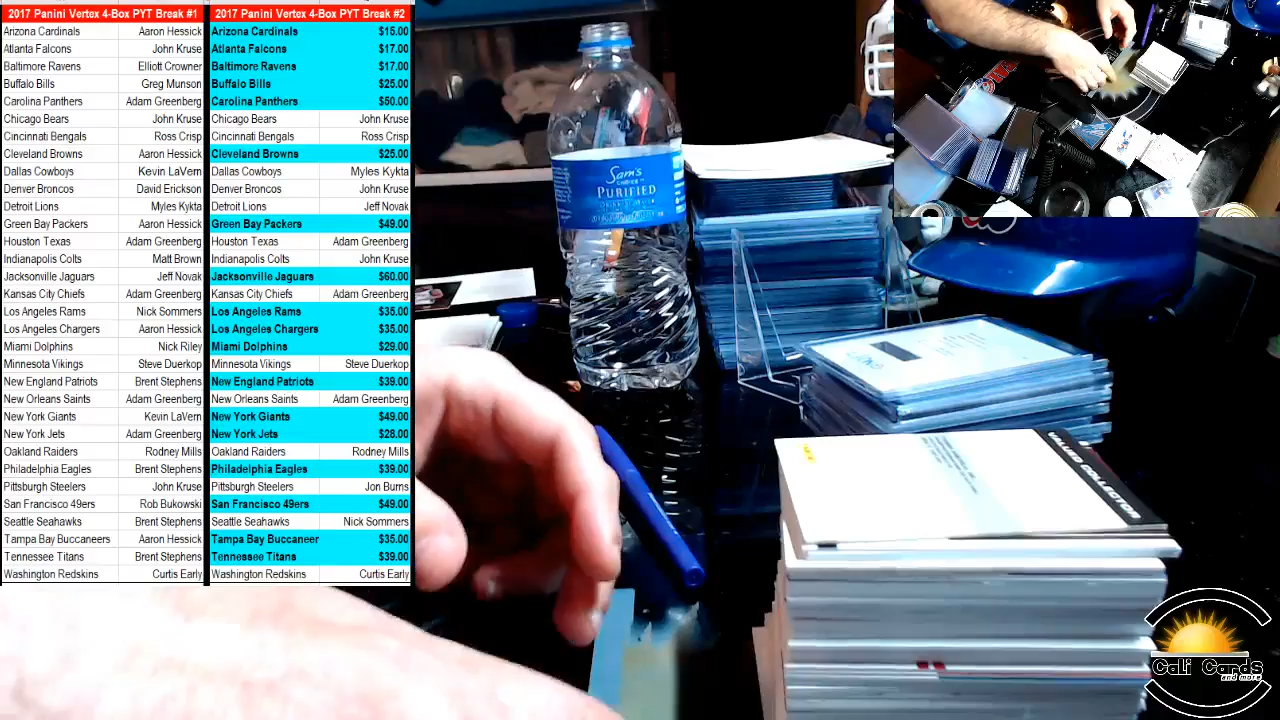 2017 Panini Vertex 4-Box PYT Break #1
Arizona Cardinals Aaron Hessick
Atlanta Falcons John Kruse
Baltimore Ravens Elliott Crowner
Buffalo Bills Greg Munson
Carolina Panthers Adam Greenberg
Chicago Bears John Kruse
Cincinnati Bengals Ross Crisp
Cleveland Browns Aaron Hessick
Dallas Cowboys Kevin LaVern
Denver Broncos David Erickson
Detroit Lions Myles Kykta
Green Bay Packers Aaron Hessick
Houston Texas Adam Greenberg
Indianapolis Colts Matt Brown
Jacksonville Jaguars Jeff Novak
Kansas City Chiefs Adam Greenberg
Los Angeles Rams Nick Sommers
Los Angeles Chargers Aaron Hessick
Miami Dolphins Nick Riley
Minnesota Vikings Steve Duerkop
New England Patriots Brent Stephens
New Orleans Saints Adam Greenberg
New York Giants Kevin LaVern
New York Jets Adam Greenberg
Oakland Raiders Rodney Mills
Philadelphia Eagles Brent Stephens
Pittsburgh Steelers John Kruse
San Francisco 49ers Rob Bukowski
Seattle Seahawks Brent Stephens
Tampa Bay Buccaneers Aaron Hessick
Tennessee Titans Brent Stephens
Washington Redskins Curtis Early
2017 Panini Vertex 4-Box PYT Break #2
Arizona Cardinals $15.00
Atlanta Falcons $17.00
Baltimore Ravens $17.00
Buffalo Bills $25.00
Carolina Panthers $50.00
Chicago Bears John Kruse
Cincinnati Bengals Ross Crisp
Cleveland Browns $25.00
Dallas Cowboys Myles Kykta
Denver Broncos John Kruse
Detroit Lions Jeff Novak
Green Bay Packers $49.00
Houston Texas Adam Greenberg
Indianapolis Colts John Kruse
Jacksonville Jaguars $60.00
Kansas City Chiefs Adam Greenberg
Los Angeles Rams $35.00
Los Angeles Chargers $35.00
Miami Dolphins $29.00
Minnesota Vikings Steve Duerkop
New England Patriots $39.00
New Orleans Saints Adam Greenberg
New York Giants $49.00
New York Jets $28.00
Oakland Raiders Rodney Mills
Philadelphia Eagles $39.00
Pittsburgh Steelers Jon Burns
San Francisco 49ers $49.00
Seattle Seahawks Nick Sommers
Tampa Bay Buccaneer $35.00
Tennessee Titans $39.00
Washington Redskins Curtis Early
Sam's
CHOICE
PURIFIED
VALUED COLLECTOR
Cali Cards
and more